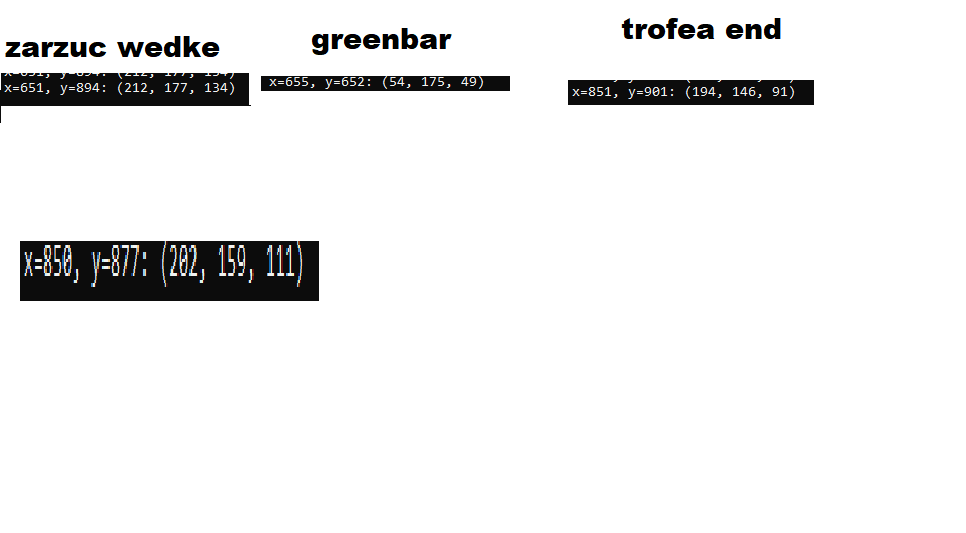 zarzuc wedke
greenbar
trofea end
x=651, y=894: (212, 177, 134)
x=651, y=894: (212, 177, 134)
x=655, y=652: (54, 175, 49)
x=851, y=901: (194, 146, 91)
x=850, y=877: (202, 159, 111)